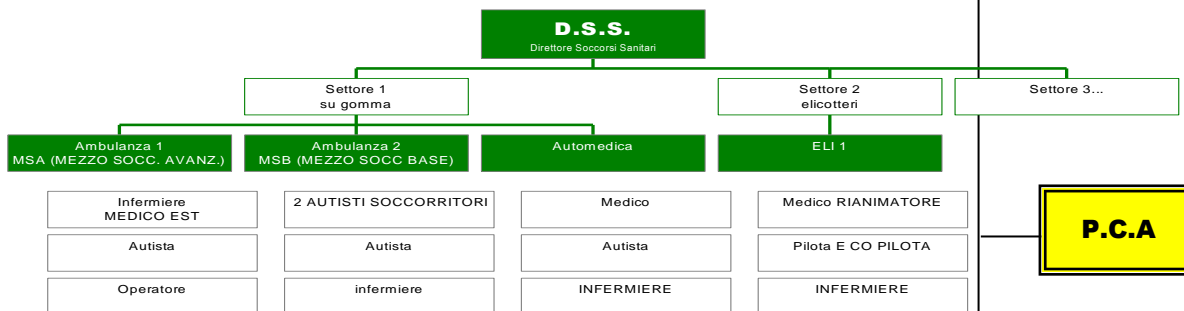 D.S.S.
Direttore Soccorsi Sanitari
Settore 1
su gomma
Settore 2
elicotteri
Settore 3...
Ambulanza 1
MSA (MEZZO SOCC. AVANZ.)
Ambulanza 2
MSB (MEZZO SOCC BASE)
Automedica
ELI 1
Infermiere
MEDICO EST
2 AUTISTI SOCCORRITORI
Medico
Medico RIANIMATORE
P.C.A
Autista
Autista
Autista
Pilota E CO PILOTA
Operatore
infermiere
INFERMIERE
INFERMIERE